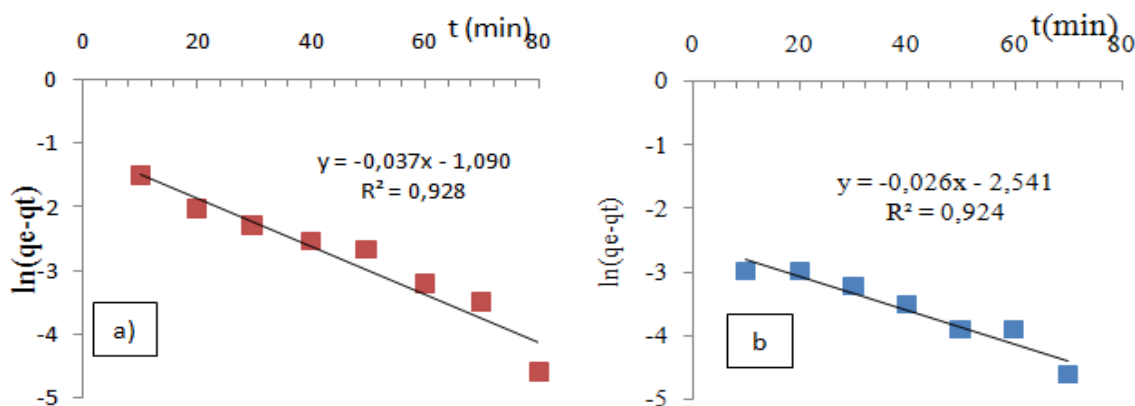 t (min)
0 20 40 60 80
0
-1
-2
-3
-4
-5
ln(qe-qt)
y = -0,037x - 1,090
R² = 0,928
a)
t(min)
0 20 40 60 80
0
-1
-2
-3
-4
-5
ln(qe-qt)
y = -0,026x - 2,541
R² = 0,924
b